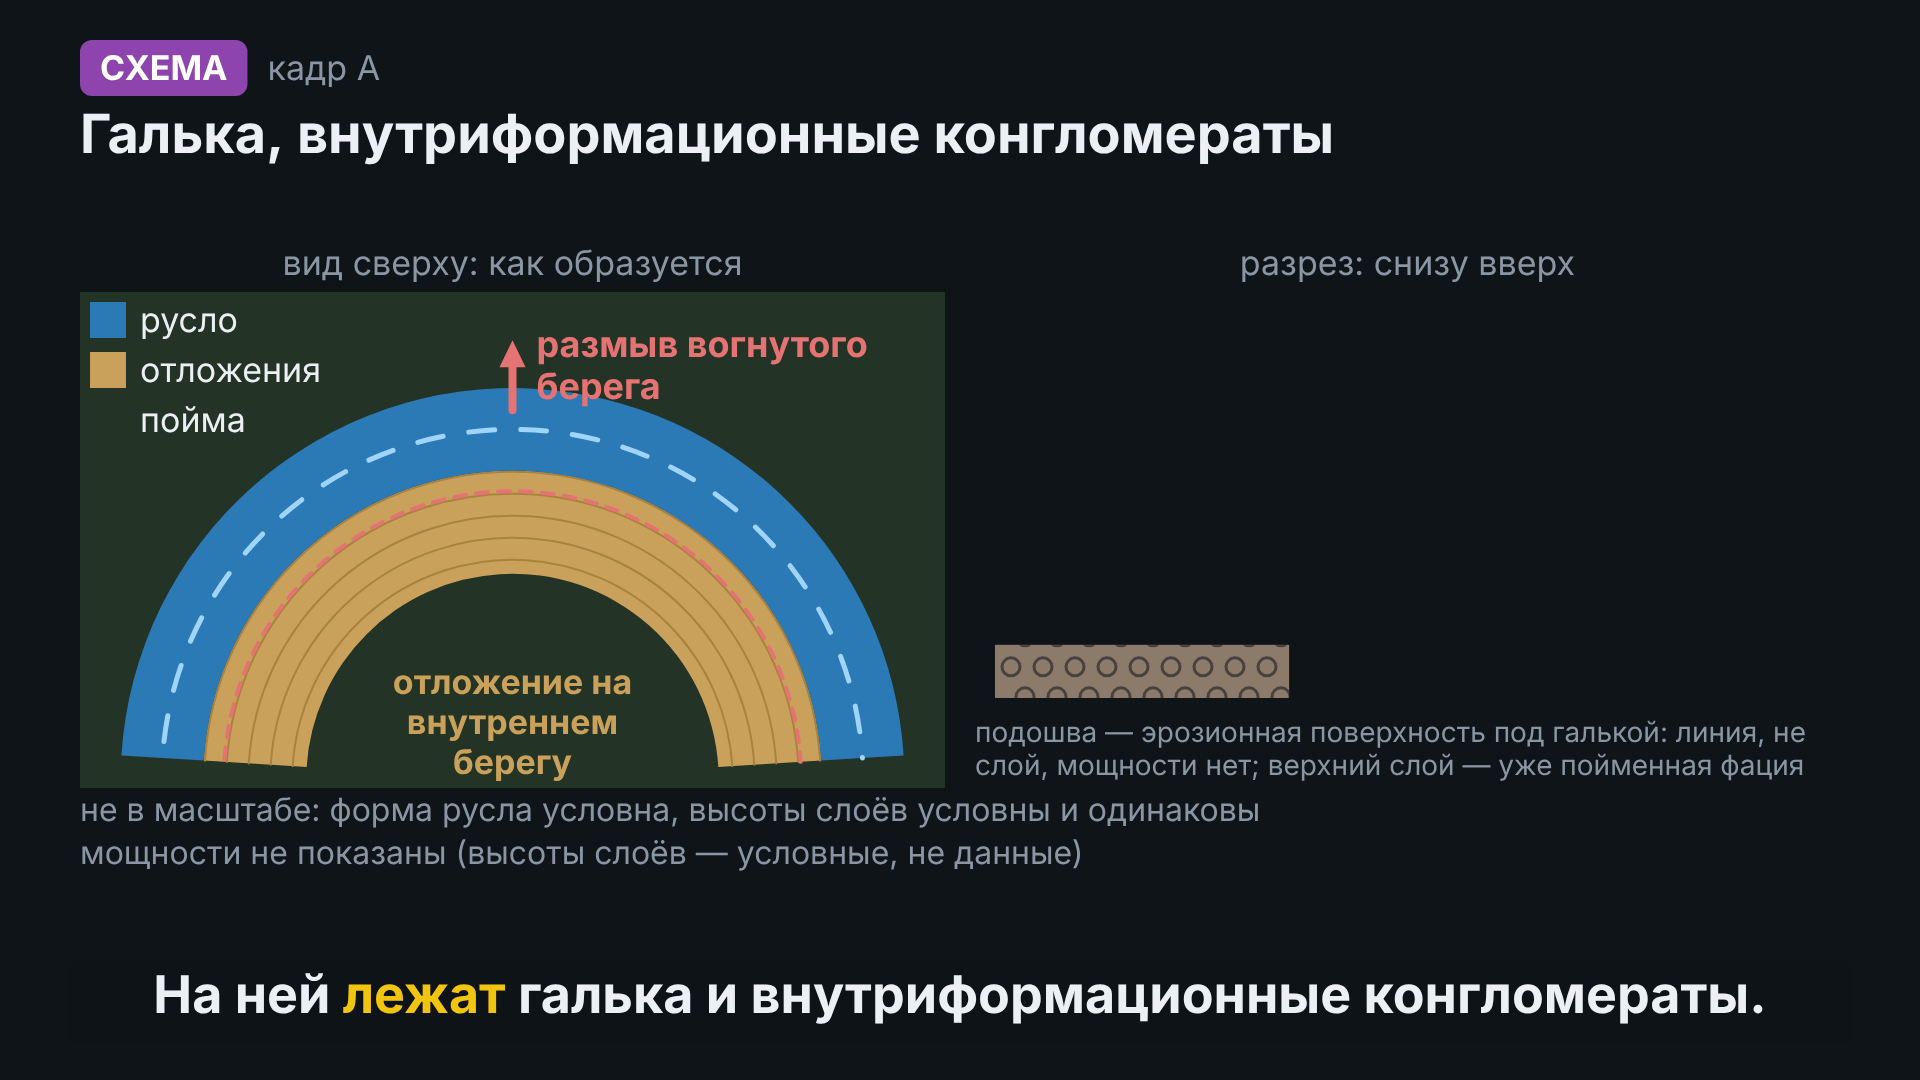 СХЕМА кадр А
Галька, внутриформационные конгломераты
вид сверху: как образуется
разрез: снизу вверх
русло
отложения
пойма
размыв вогнутого
берега
отложение на
внутреннем
берегу
подошва — эрозионная поверхность под галькой: линия, не
слой, мощности нет; верхний слой — уже пойменная фация
не в масштабе: форма русла условна, высоты слоёв условны и одинаковы
мощности не показаны (высоты слоёв — условные, не данные)
На ней лежат галька и внутриформационные конгломераты.